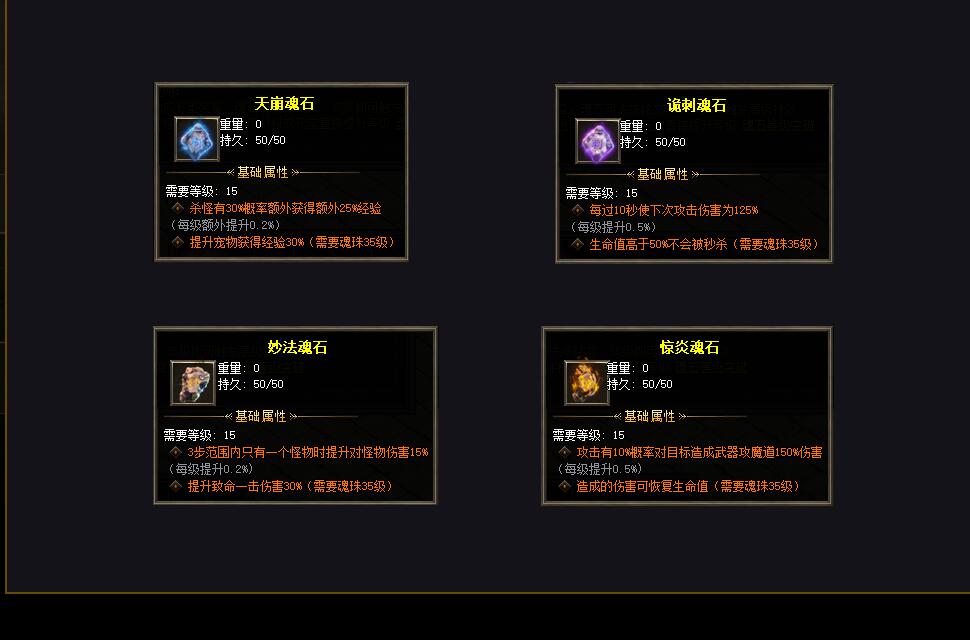 天崩魂石
重量: 0
持久: 50/50
基础属性
需要等级: 15
杀怪有30%概率额外获得额外25%经验
(每级额外提升0.2%)
提升宠物获得经验30%（需要魂珠35级）
诡刺魂石
重量: 0
持久: 50/50
基础属性
需要等级: 15
每过10秒使下次攻击伤害为125%
(每级提升0.5%)
生命值高于50%不会被秒杀（需要魂珠35级）
妙法魂石
重量: 0
持久: 50/50
基础属性
需要等级: 15
3步范围内只有一个怪物时提升对怪物伤害15%
(每级提升0.2%)
提升致命一击伤害30%（需要魂珠35级）
惊炎魂石
重量: 0
持久: 50/50
基础属性
需要等级: 15
攻击有10%概率对目标造成武器攻魔道150%伤害
(每级提升0.5%)
造成的伤害可恢复生命值（需要魂珠35级）